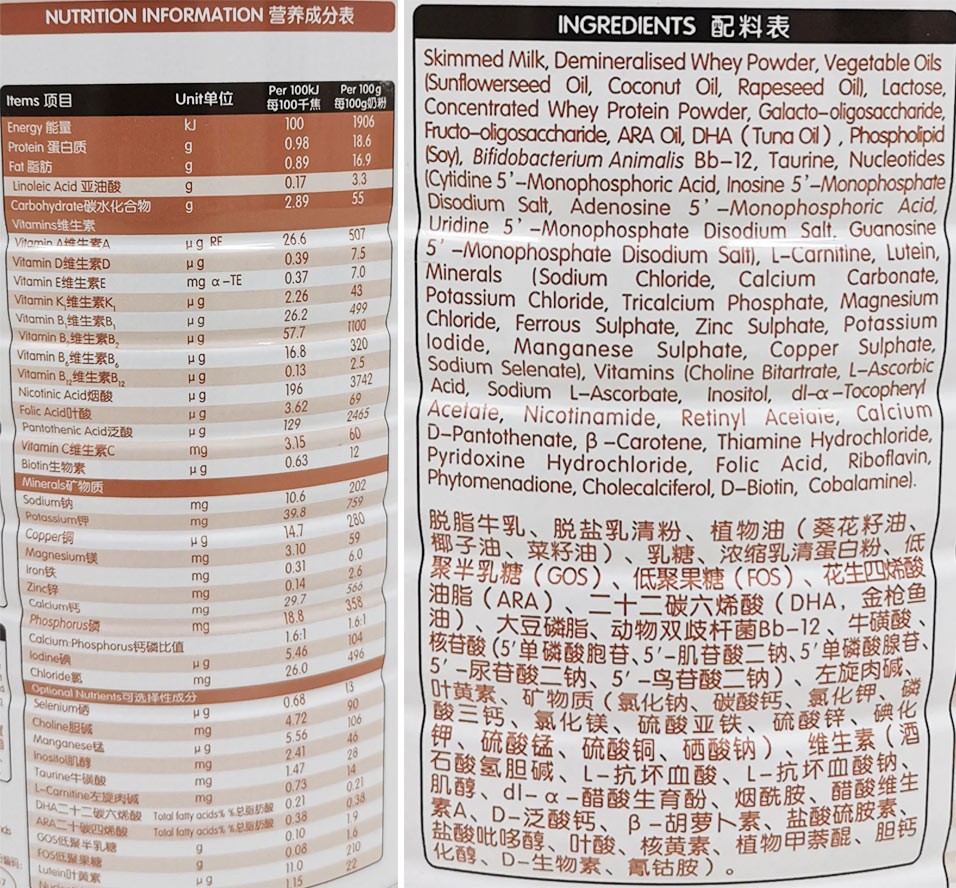 NUTRITION INFORMATION 营养成分表
Items 项目 Unit单位 Per 100kJ 每100千焦 Per 100g 每100g奶粉
Energy 能量 kJ 100 1906
Protein 蛋白质 g 0.98 18.6
Fat 脂肪 g 0.89 16.9
Linoleic Acid 亚油酸 g 0.17 3.3
Carbohydrate碳水化合物 g 2.89 55
Vitamins维生素
Vitamin A维生素A μg RE 26.6 507
Vitamin D维生素D μg 0.39 7.5
Vitamin E维生素E mg α-TE 0.37 7.0
Vitamin K₁维生素K₁ μg 2.26 43
Vitamin B₁维生素B₁ μg 26.2 499
Vitamin B₂维生素B₂ μg 57.7 1100
Vitamin B₆维生素B₆ μg 16.8 320
Vitamin B₁₂维生素B₁₂ μg 0.13 2.5
Nicotinic Acid烟酸 μg 196 3742
Folic Acid叶酸 μg 3.62 69
Pantothenic Acid泛酸 μg 129 2465
Vitamin C维生素C mg 3.15 60
Biotin生物素 μg 0.63 12
Minerals矿物质
Sodium钠 mg 10.6 202
Potassium钾 mg 39.8 759
Copper铜 μg 14.7 280
Magnesium镁 mg 3.10 59
Iron铁 mg 0.31 6.0
Zinc锌 mg 0.14 2.6
Calcium钙 mg 29.7 566
Phosphorus磷 mg 18.8 358
Calcium:Phosphorus钙磷比值 1.6:1 1.6:1
Iodine碘 μg 5.46 104
Chloride氯 mg 26.0 496
Optional Nutrients可选择性成分
Selenium硒 μg 0.68 13
Choline胆碱 mg 4.72 90
Manganese锰 μg 5.56 106
Inositol肌醇 mg 2.41 46
Taurine牛磺酸 mg 1.47 28
L-Carnitine左旋肉碱 mg 0.73 14
DHA二十二碳六烯酸 Total fatty acids% %总脂肪酸 0.21 0.21
ARA二十碳四烯酸 Total fatty acids% %总脂肪酸 0.38 0.38
GOS低聚半乳糖 g 0.10 1.9
FOS低聚果糖 g 0.08 1.6
Lutein叶黄素 μg 11.0 210
1.15 22
INGREDIENTS 配料表
Skimmed Milk, Demineralised Whey Powder, Vegetable Oils
(Sunflowerseed Oil, Coconut Oil, Rapeseed Oil), Lactose,
Concentrated Whey Protein Powder, Galacto-oligosaccharide,
Fructo-oligosaccharide, ARA Oil, DHA (Tuna Oil), Phospholipid
(Soy), Bifidobacterium Animalis Bb-12, Taurine, Nucleotides
(Cytidine 5'-Monophosphoric Acid, Inosine 5'-Monophosphate
Disodium Salt, Adenosine 5'-Monophosphoric Acid,
Uridine 5'-Monophosphate Disodium Salt, Guanosine
5'-Monophosphate Disodium Salt), L-Carnitine, Lutein,
Minerals (Sodium Chloride, Calcium Carbonate,
Potassium Chloride, Tricalcium Phosphate, Magnesium
Chloride, Ferrous Sulphate, Zinc Sulphate, Potassium
Iodide, Manganese Sulphate, Copper Sulphate,
Sodium Selenate), Vitamins (Choline Bitartrate, L-Ascorbic
Acid, Sodium L-Ascorbate, Inositol, dl-α-Tocopheryl
Acetate, Nicotinamide, Retinyl Acetate, Calcium
D-Pantothenate, β-Carotene, Thiamine Hydrochloride,
Pyridoxine Hydrochloride, Folic Acid, Riboflavin,
Phytomenadione, Cholecalciferol, D-Biotin, Cobalamine).
脱脂牛乳、脱盐乳清粉、植物油（葵花籽油、
椰子油、菜籽油）、乳糖、浓缩乳清蛋白粉、低
聚半乳糖（GOS）、低聚果糖（FOS）、花生四烯酸
油脂（ARA）、二十二碳六烯酸（DHA，金枪鱼
油）、大豆磷脂、动物双歧杆菌Bb-12、牛磺酸、
核苷酸（5'单磷酸胞苷、5'-肌苷酸二钠、5'单磷酸腺苷、
5'-尿苷酸二钠、5'-鸟苷酸二钠）、左旋肉碱、
叶黄素、矿物质（氯化钠、碳酸钙、氯化钾、磷
酸三钙、氯化镁、硫酸亚铁、硫酸锌、碘化
钾、硫酸锰、硫酸铜、硒酸钠）、维生素（酒
石酸氢胆碱、L-抗坏血酸、L-抗坏血酸钠、
肌醇、dl-α-醋酸生育酚、烟酰胺、醋酸维生
素A、D-泛酸钙、β-胡萝卜素、盐酸硫胺素、
盐酸吡哆醇、叶酸、核黄素、植物甲萘醌、胆钙
化醇、D-生物素、氰钴胺）。